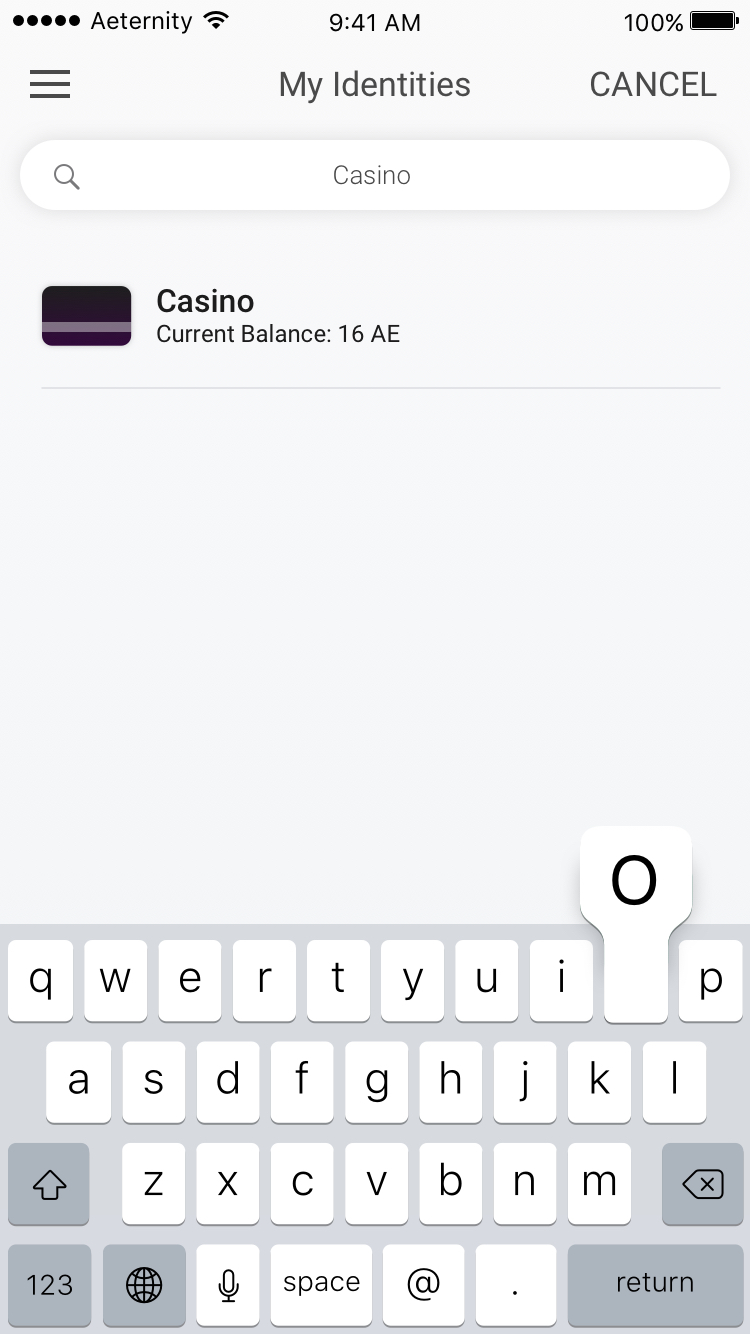 Aeternity 9:41 AM 100%
My Identities CANCEL
Casino
Casino
Current Balance: 16 AE
O
q w e r t y u i p
a s d f g h j k l
z x c v b n m
123 space @ . return